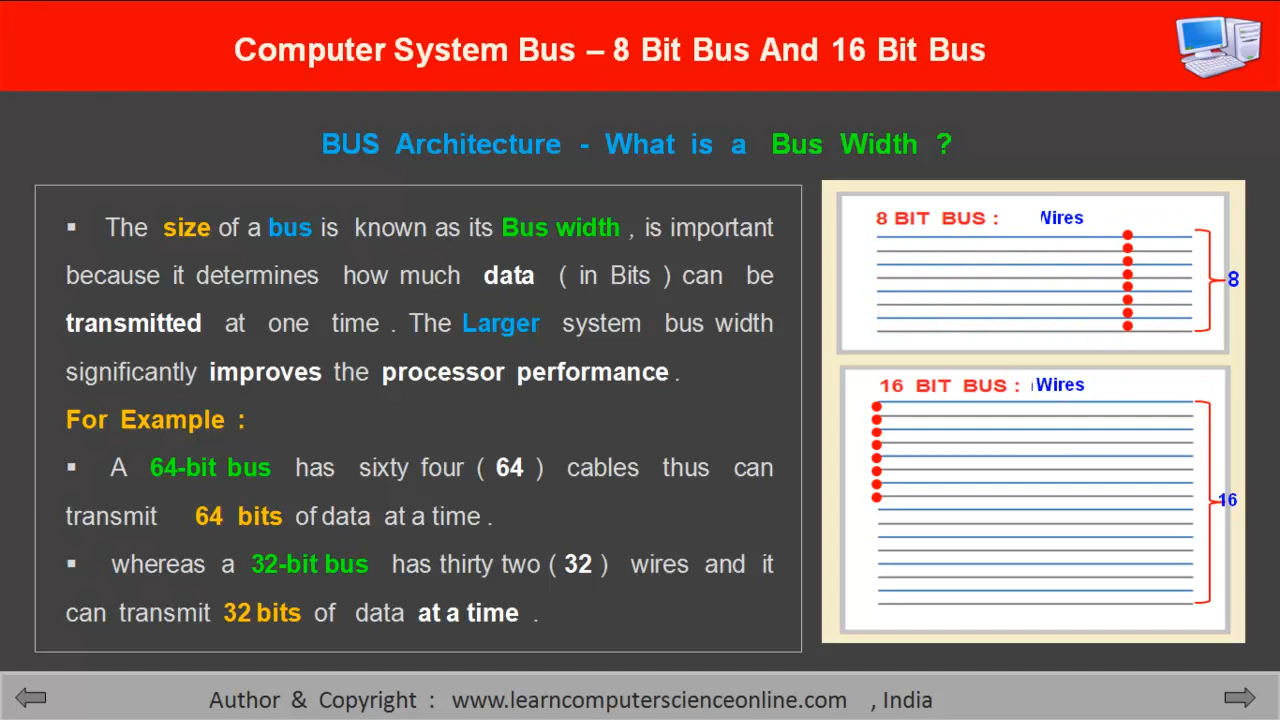 Computer System Bus – 8 Bit Bus And 16 Bit Bus
BUS Architecture - What is a Bus Width ?
▪ The size of a bus is known as its Bus width , is important
because it determines how much data ( in Bits ) can be
transmitted at one time . The Larger system bus width
significantly improves the processor performance .
For Example :
▪ A 64-bit bus has sixty four ( 64 ) cables thus can
transmit 64 bits of data at a time .
▪ whereas a 32-bit bus has thirty two ( 32 ) wires and it
can transmit 32 bits of data at a time .
8 BIT BUS : Wires
8
16 BIT BUS : Wires
16
Author & Copyright : www.learncomputerscienceonline.com , India